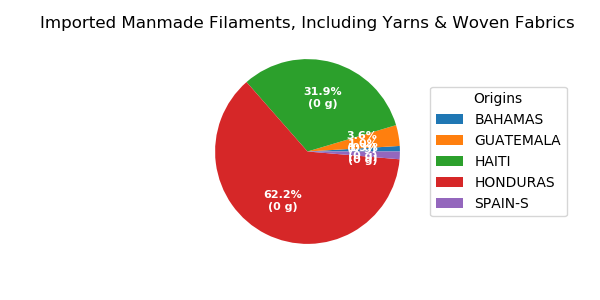 Imported Manmade Filaments, Including Yarns & Woven Fabrics
31.9%
(0 g)
3.6%
62.2%
(0 g)
(0 g)
Origins
BAHAMAS
GUATEMALA
HAITI
HONDURAS
SPAIN-S